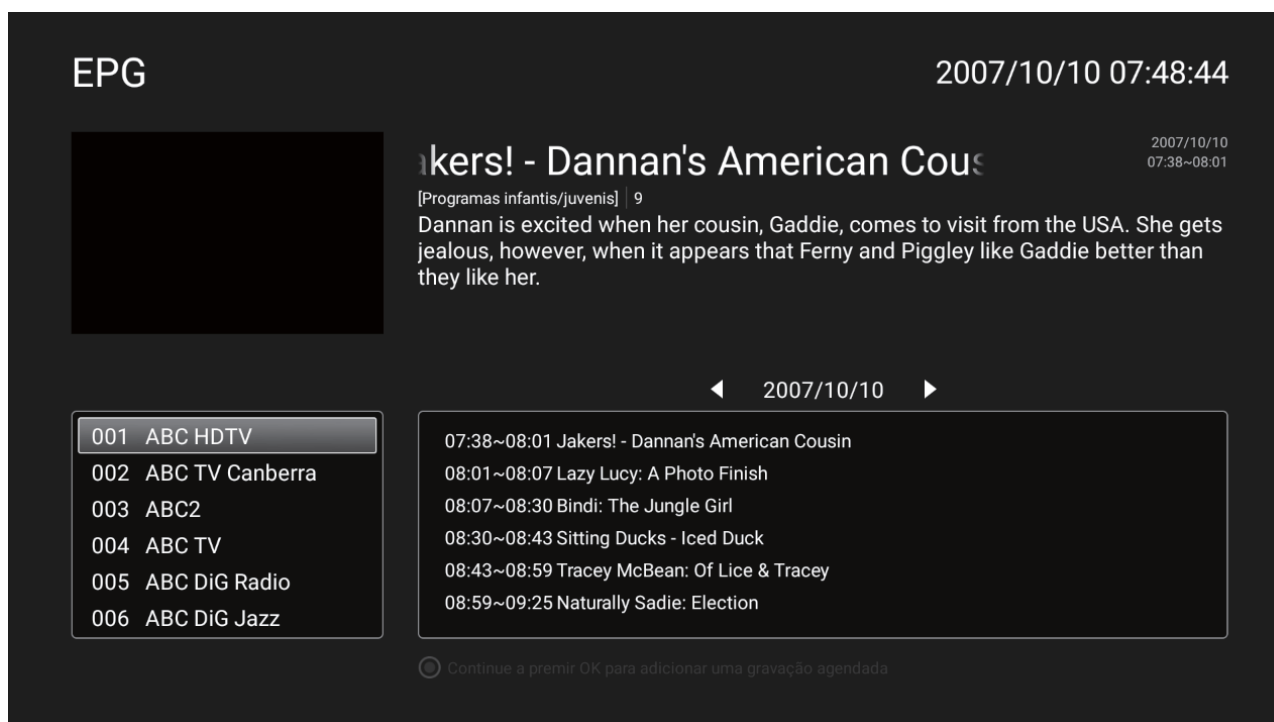 EPG
2007/10/10 07:48:44
akers! - Dannan's American Cous
2007/10/10
07:38~08:01
[Programas infantis/juvenis] 9
Dannan is excited when her cousin, Gaddie, comes to visit from the USA. She gets
jealous, however, when it appears that Ferny and Piggley like Gaddie better than
they like her.
2007/10/10
001 ABC HDTV
002 ABC TV Canberra
003 ABC2
004 ABC TV
005 ABC DiG Radio
006 ABC DiG Jazz
07:38~08:01 Jakers! - Dannan's American Cousin
08:01~08:07 Lazy Lucy: A Photo Finish
08:07~08:30 Bindi: The Jungle Girl
08:30~08:43 Sitting Ducks - Iced Duck
08:43~08:59 Tracey McBean: Of Lice & Tracey
08:59~09:25 Naturally Sadie: Election
Continue a premir OK para adicionar uma gravação agendada